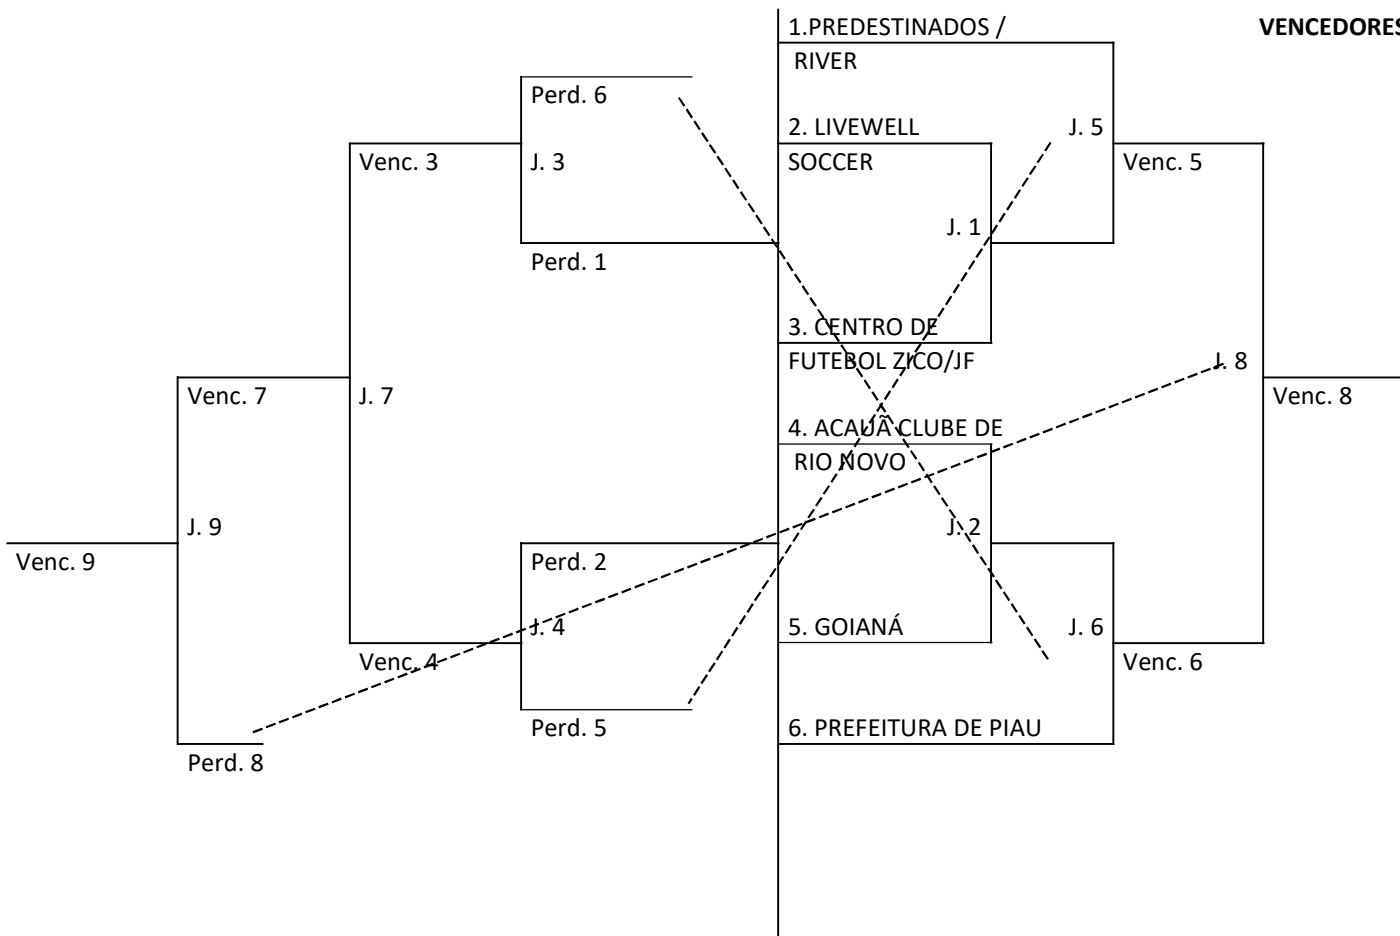 1.PREDESTINADOS /
VENCEDORES
RIVER
Perd. 6
2. LIVEWELL
J. 5
Venc. 3
J. 3
SOCCER
Venc. 5
J. 1
Perd. 1
3. CENTRO DE
FUTEBOL ZICO/JF
J. 8
Venc. 7
J. 7
Venc. 8
4. ACAUÃ CLUBE DE
RIO NOVO
J. 9
J. 2
Venc. 9
Perd. 2
J. 4
5. GOIANÁ
J. 6
Venc. 4
Venc. 6
Perd. 5
6. PREFEITURA DE PIAU
Perd. 8